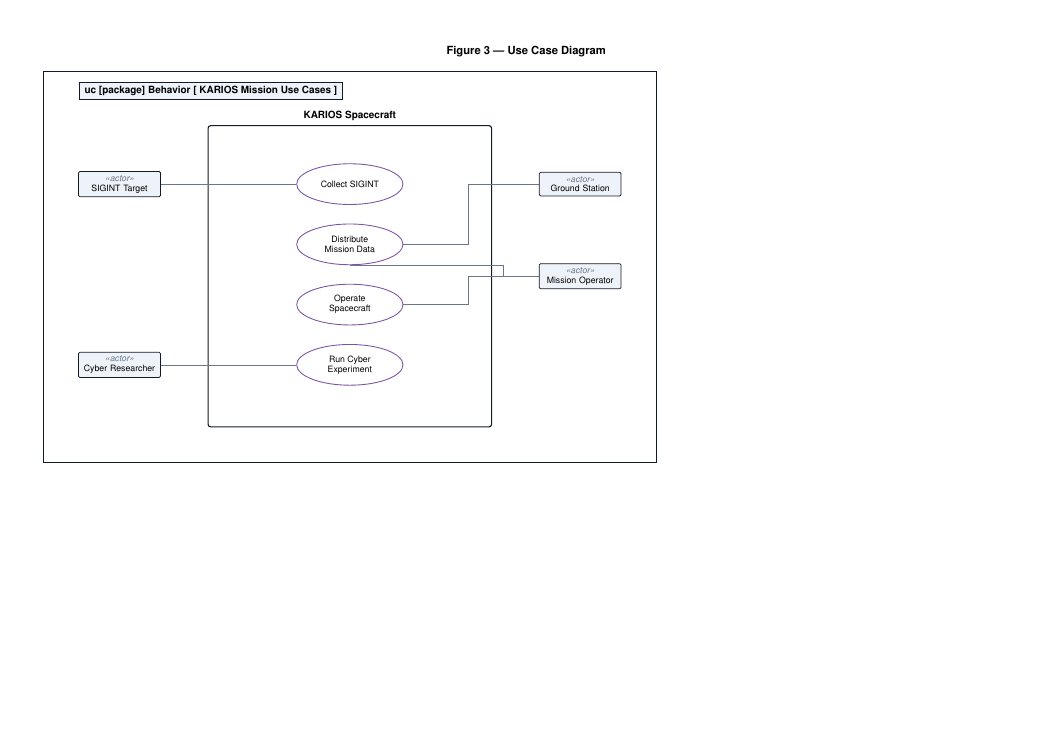 Figure 3 — Use Case Diagram
uc [package] Behavior [ KARIOS Mission Use Cases ]
KARIOS Spacecraft
«actor»
SIGINT Target
Collect SIGINT
«actor»
Ground Station
Distribute
Mission Data
«actor»
Mission Operator
Operate
Spacecraft
«actor»
Cyber Researcher
Run Cyber
Experiment